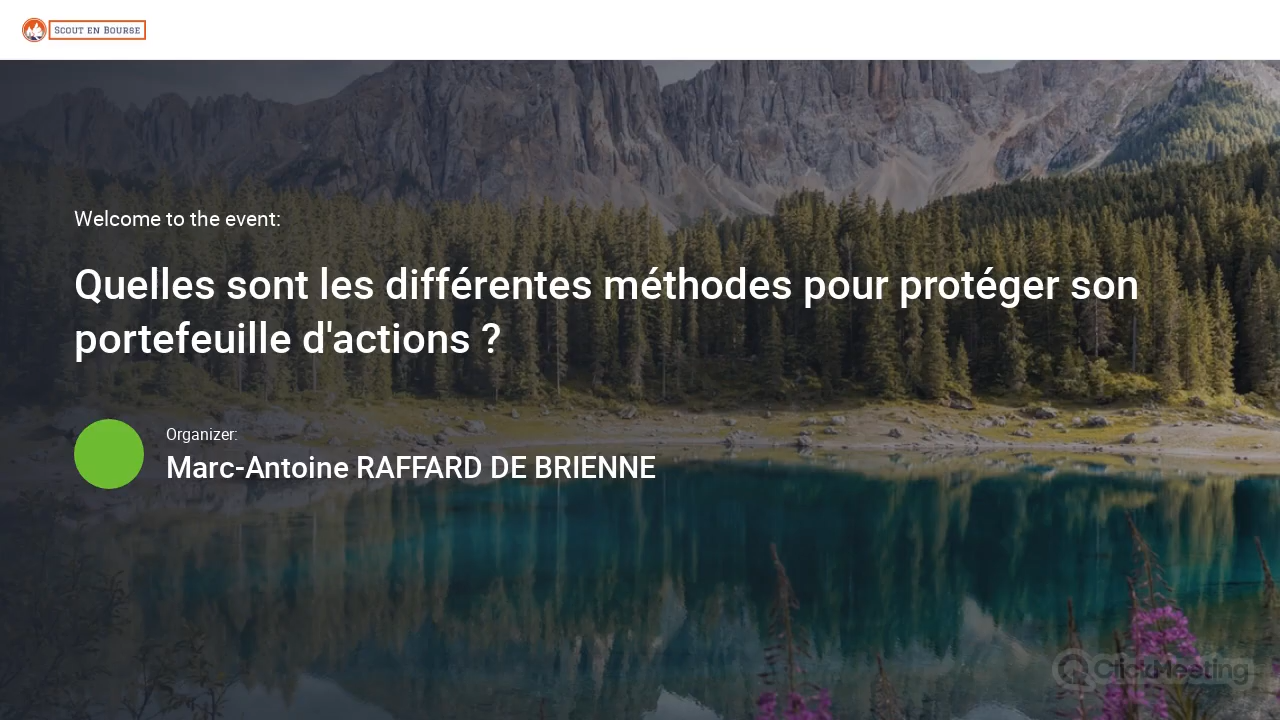 Scout en Bourse
Welcome to the event:
Quelles sont les différentes méthodes pour protéger son
portefeuille d'actions ?
Organizer:
Marc-Antoine RAFFARD DE BRIENNE
ClickMeeting